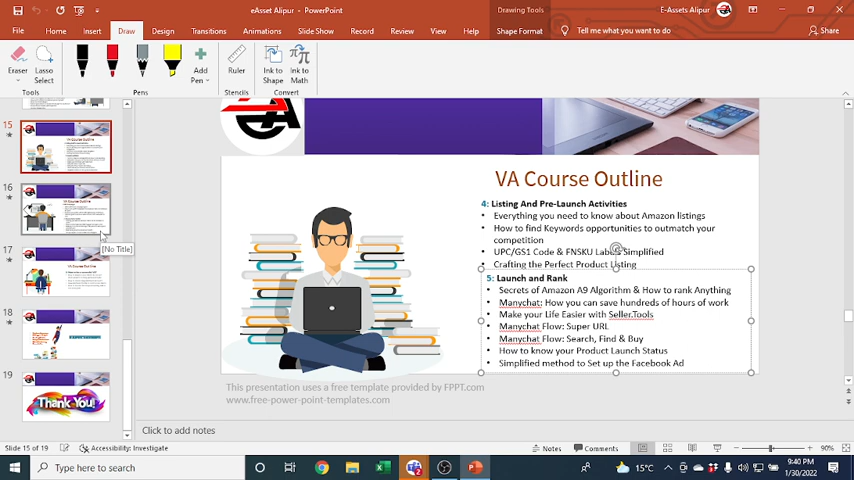 eAsset Alipur - PowerPoint
Drawing Tools
E-Assets Alipur
File Home Insert Draw Design Transitions Animations Slide Show Record Review View Help Shape Format Tell me what you want to do Share
Eraser Lasso Select Add Pen Ruler Ink to Shape Ink to Math
Tools Pens Stencils Convert
15
16
[No Title]
17
18
19
Thank You!
VA Course Outline
4: Listing And Pre-Launch Activities
• Everything you need to know about Amazon listings
• How to find Keywords opportunities to outmatch your
competition
• UPC/GS1 Code & FNSKU Labels Simplified
• Crafting the Perfect Product Listing
5: Launch and Rank
• Secrets of Amazon A9 Algorithm & How to rank Anything
• Manychat: How you can save hundreds of hours of work
• Make your Life Easier with Seller.Tools
• Manychat Flow: Super URL
• Manychat Flow: Search, Find & Buy
• How to know your Product Launch Status
• Simplified method to Set up the Facebook Ad
This presentation uses a free template provided by FPPT.com
www.free-power-point-templates.com
Click to add notes
Slide 15 of 19 Accessibility: Investigate Notes Comments 90%
Type here to search
15°C
9:40 PM
1/30/2022